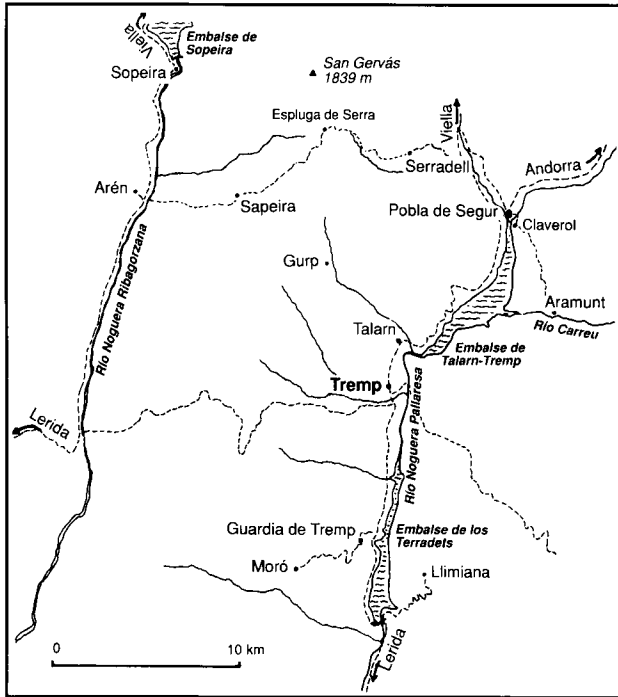 Embalse de
Sopeira
Viella
Sopeira
San Gervás
1839 m
Espluga de Serra
Viella
Andorra
Serradell
Arén
Sapeira
Pobla de Segur
Claverol
Gurp
Aramunt
Río Carreu
Talarn
Embalse de
Talarn-Tremp
Tremp
Río Noguera Ribagorzana
Río Noguera Pallaresa
Lerida
Guardia de Tremp
Embalse de los
Terradets
Moró
Llimiana
0
10 km
Lerida